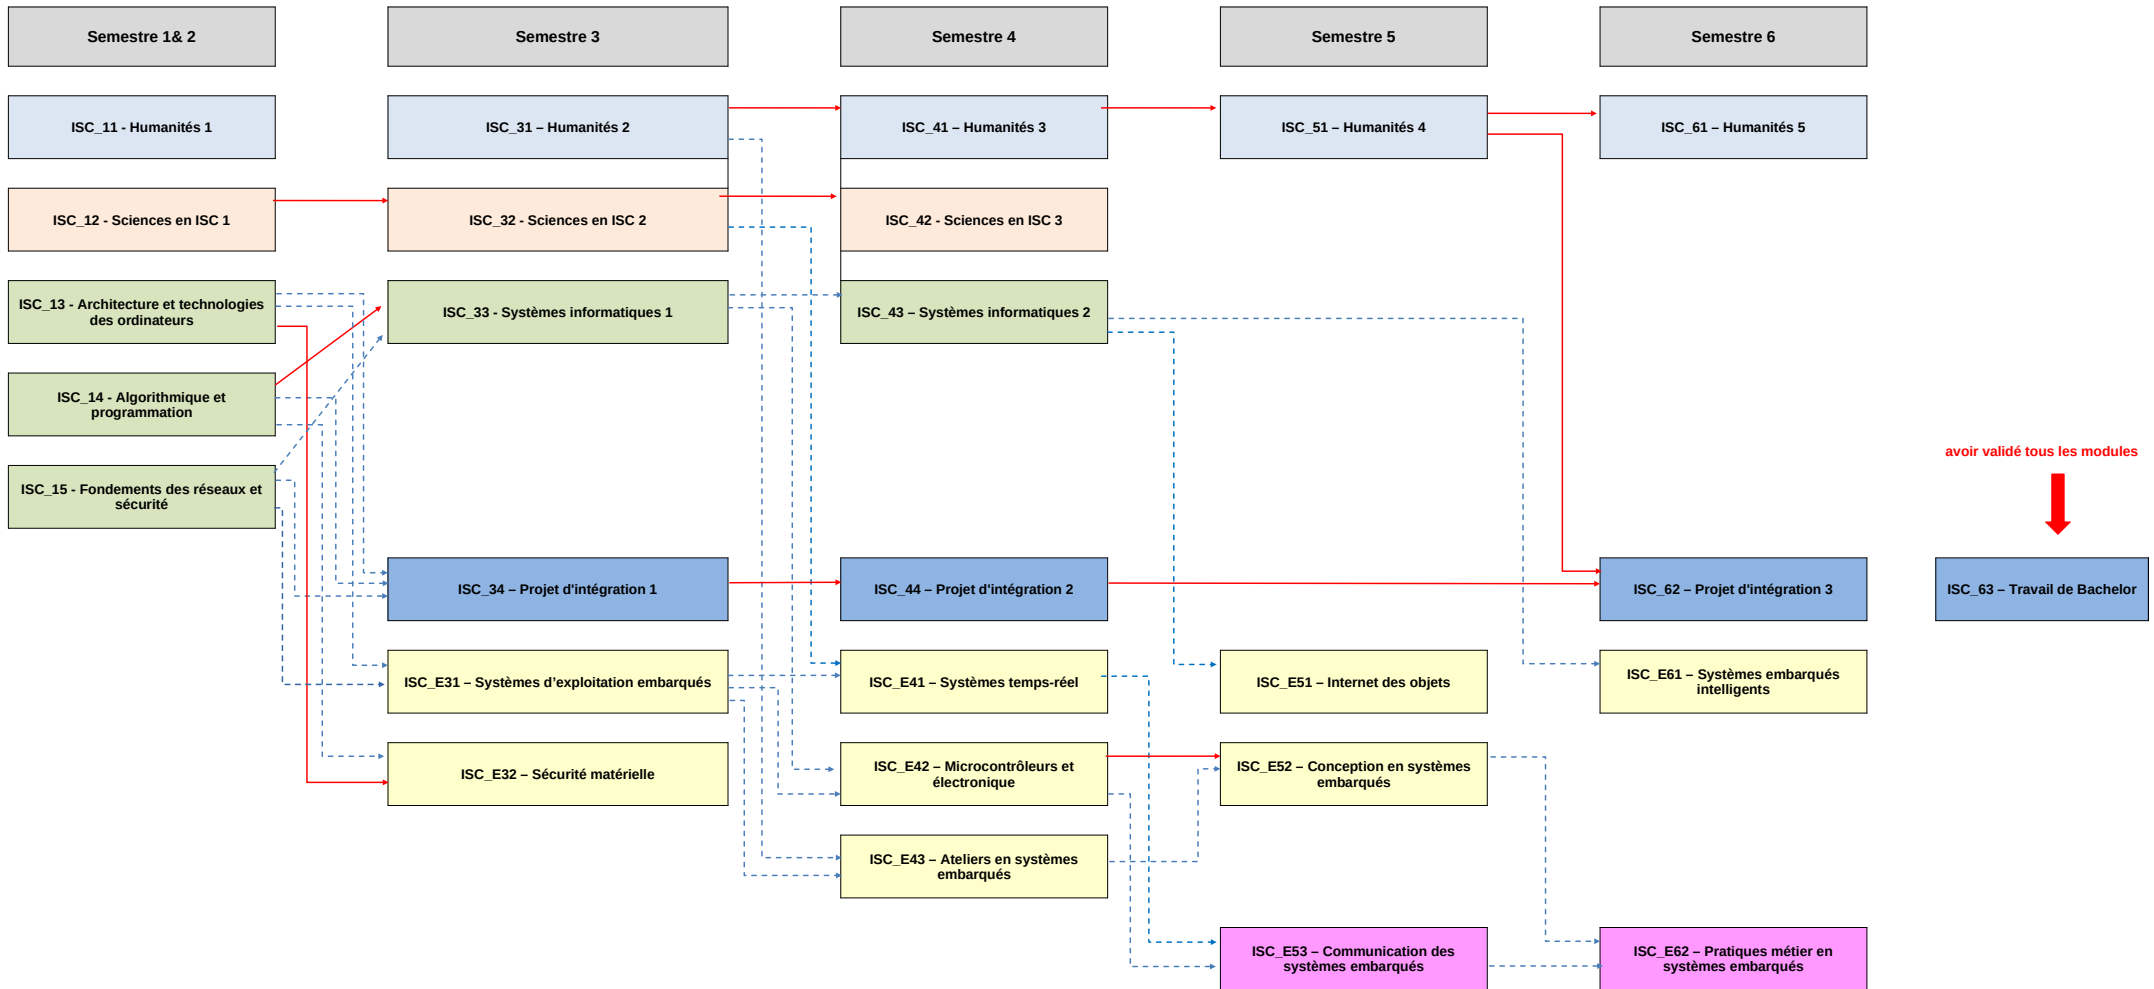 Semestre 1& 2
Semestre 3
Semestre 4
Semestre 5
Semestre 6
ISC_11 - Humanités 1
ISC_31 – Humanités 2
ISC_41 – Humanités 3
ISC_51 – Humanités 4
ISC_61 – Humanités 5
ISC_12 - Sciences en ISC 1
ISC_32 - Sciences en ISC 2
ISC_42 - Sciences en ISC 3
ISC_13 - Architecture et technologies
des ordinateurs
ISC_33 - Systèmes informatiques 1
ISC_43 – Systèmes informatiques 2
ISC_14 - Algorithmique et
programmation
ISC_15 - Fondements des réseaux et
sécurité
avoir validé tous les modules
ISC_34 – Projet d'intégration 1
ISC_44 – Projet d'intégration 2
ISC_62 – Projet d'intégration 3
ISC_63 – Travail de Bachelor
ISC_E31 – Systèmes d’exploitation embarqués
ISC_E41 – Systèmes temps-réel
ISC_E51 – Internet des objets
ISC_E61 – Systèmes embarqués
intelligents
ISC_E32 – Sécurité matérielle
ISC_E42 – Microcontrôleurs et
électronique
ISC_E52 – Conception en systèmes
embarqués
ISC_E43 – Ateliers en systèmes
embarqués
ISC_E53 – Communication des
systèmes embarqués
ISC_E62 – Pratiques métier en
systèmes embarqués